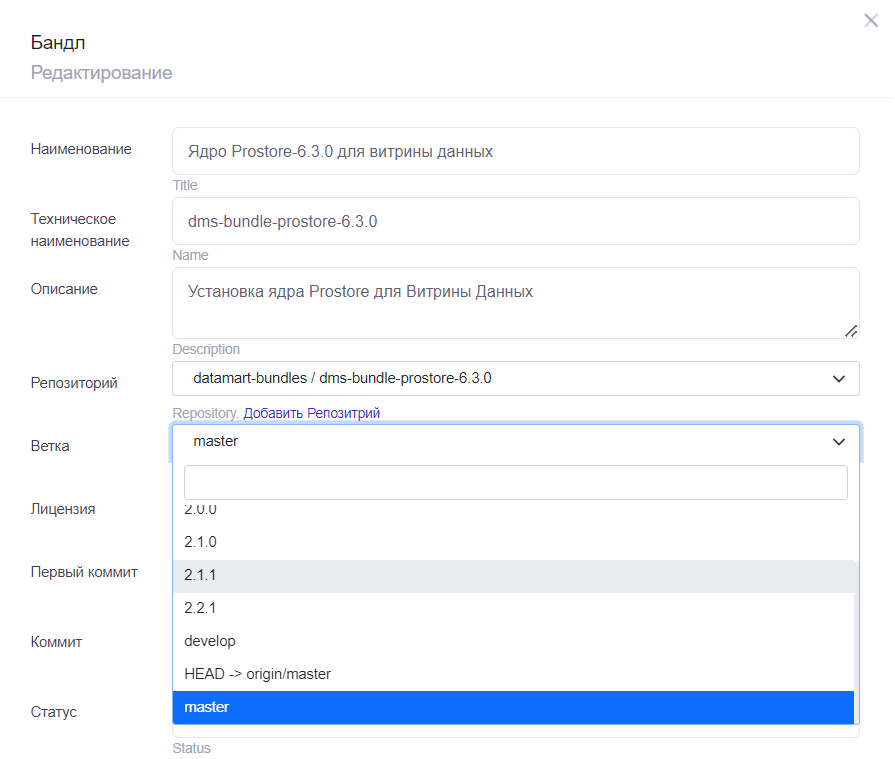 Бандл
Редактирование
Наименование
Ядро Prostore-6.3.0 для витрины данных
Title
Техническое
наименование
dms-bundle-prostore-6.3.0
Name
Описание
Установка ядра Prostore для Витрины Данных
Description
Репозиторий
datamart-bundles / dms-bundle-prostore-6.3.0
Repository. Добавить Репозитрий
Ветка
master
Лицензия
2.0.0
2.1.0
Первый коммит
2.1.1
2.2.1
Коммит
develop
HEAD -> origin/master
Статус
master
Status